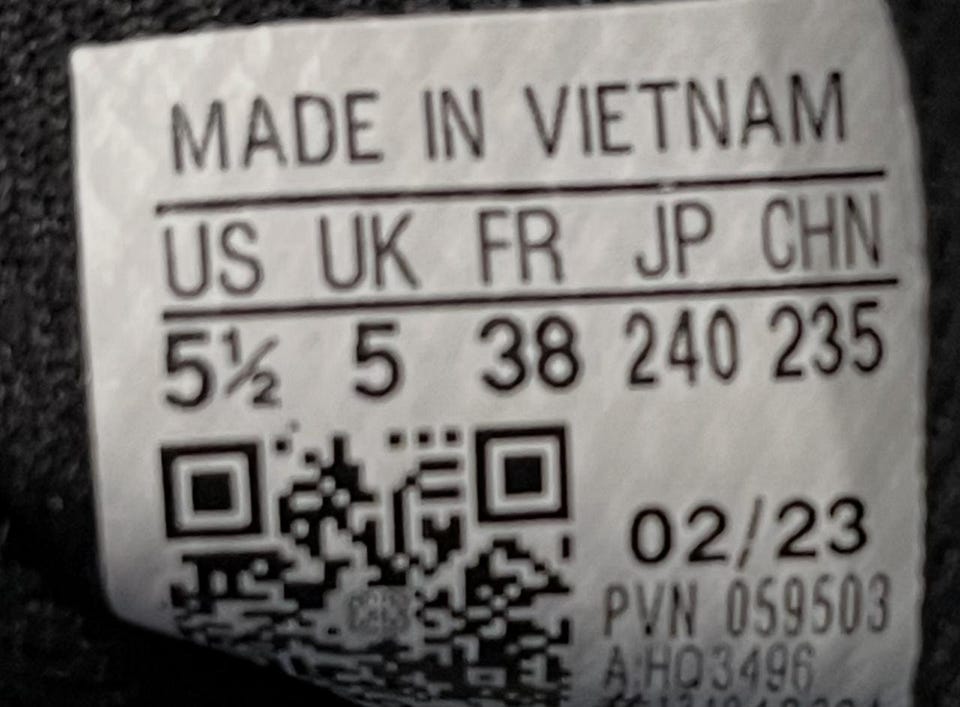 MADE IN VIETNAM
US UK FR JP CHN
5½ 5 38 240 235
02/23
PVN 059503
A:HQ3496